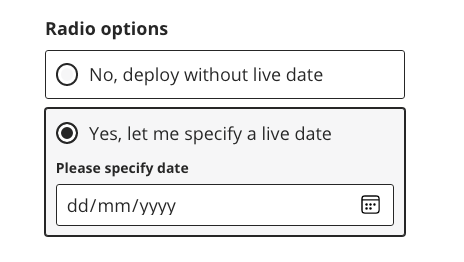 Radio options
No, deploy without live date
Yes, let me specify a live date
Please specify date
dd/mm/yyyy